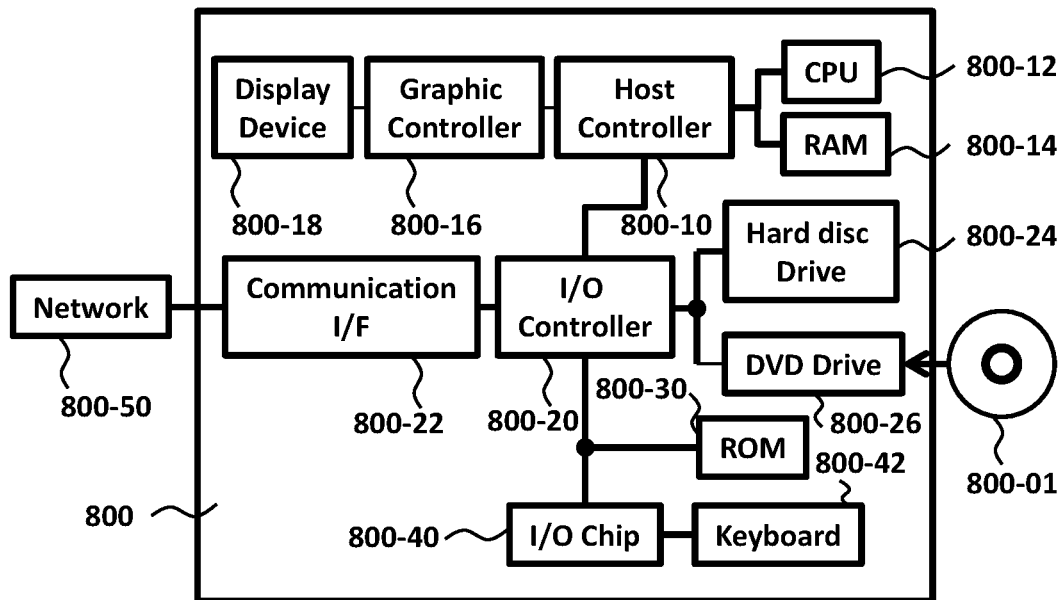 Display
Device
Graphic
Controller
Host
Controller
CPU
800-12
RAM
800-14
800-18
800-16
800-10
Hard disc
Drive
800-24
Network
Communication
I/F
I/O
Controller
DVD Drive
800-50
800-22
800-20
800-30
800-26
ROM
800-42
800-01
800
800-40
I/O Chip
Keyboard